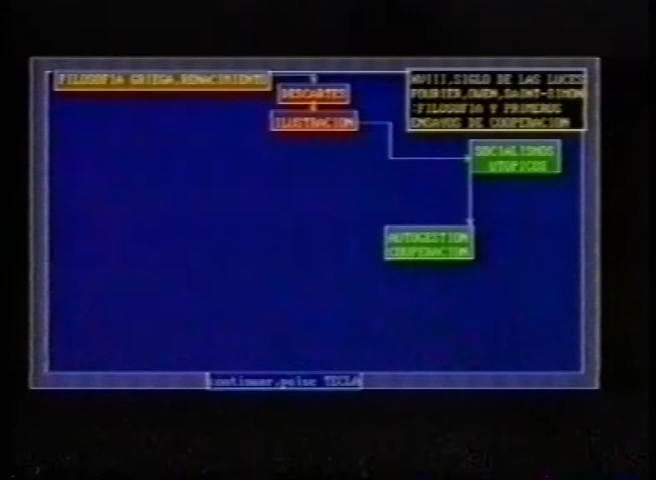 FILOSOFIA GRIEGA,RENACIMIENTO
XVIII,SIGLO DE LAS LUCES
FOURIER,OWEN,SAINT-SIMON
-FILOSOFIA Y PRIMEROS
ENSAYOS DE COOPERACION
DESCARTES
ILUSTRACION
SOCIALISMOS
UTOPICOS
AUTOGESTION
COOPERACION
continuar,pulse TECLA